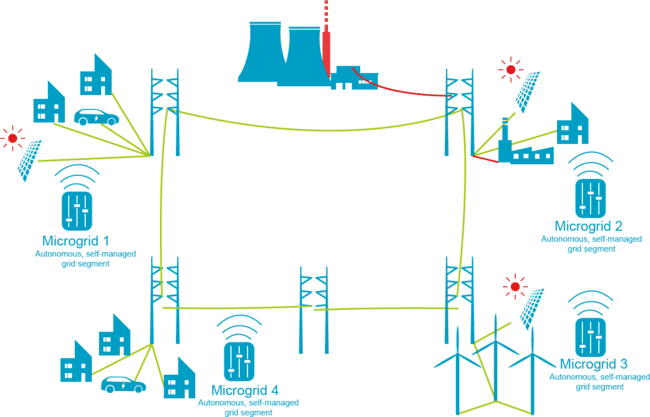 Microgrid 1
Autonomous, self-managed
grid segment
Microgrid 2
Autonomous, self-managed
grid segment
Microgrid 3
Autonomous, self-managed
grid segment
Microgrid 4
Autonomous, self-managed
grid segment